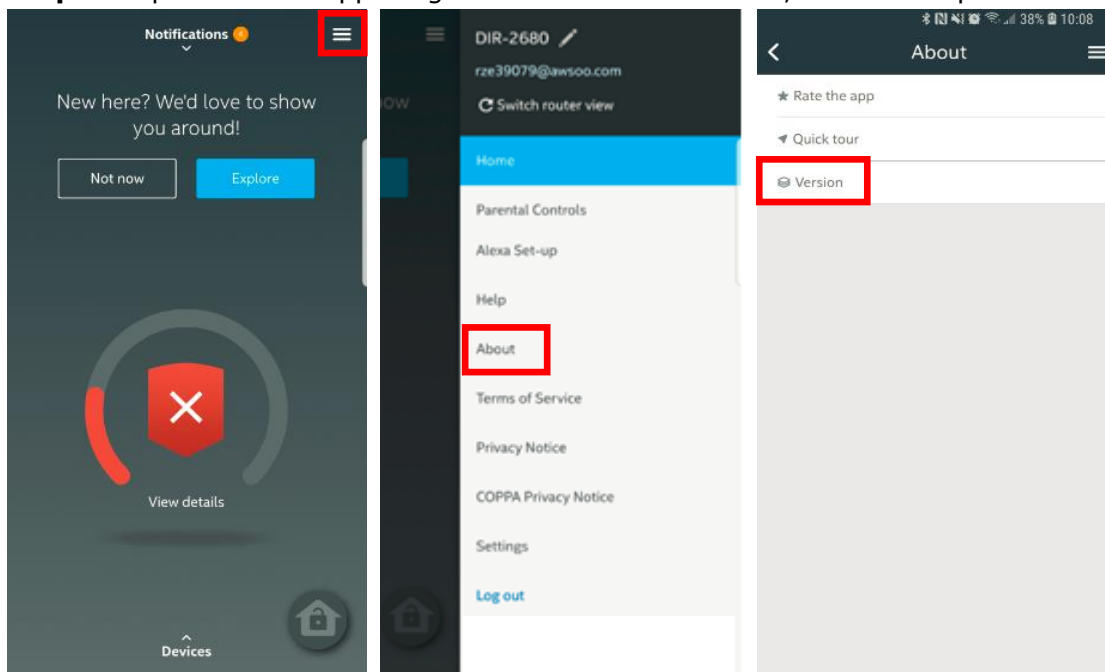 Notifications
New here? We'd love to show
you around!
Not now
Explore
View details
Devices
DIR-2680
rze39079@awsoo.com
Switch router view
Home
Parental Controls
Alexa Set-up
Help
About
Terms of Service
Privacy Notice
COPPA Privacy Notice
Settings
Log out
38% 10:08
About
Rate the app
Quick tour
Version